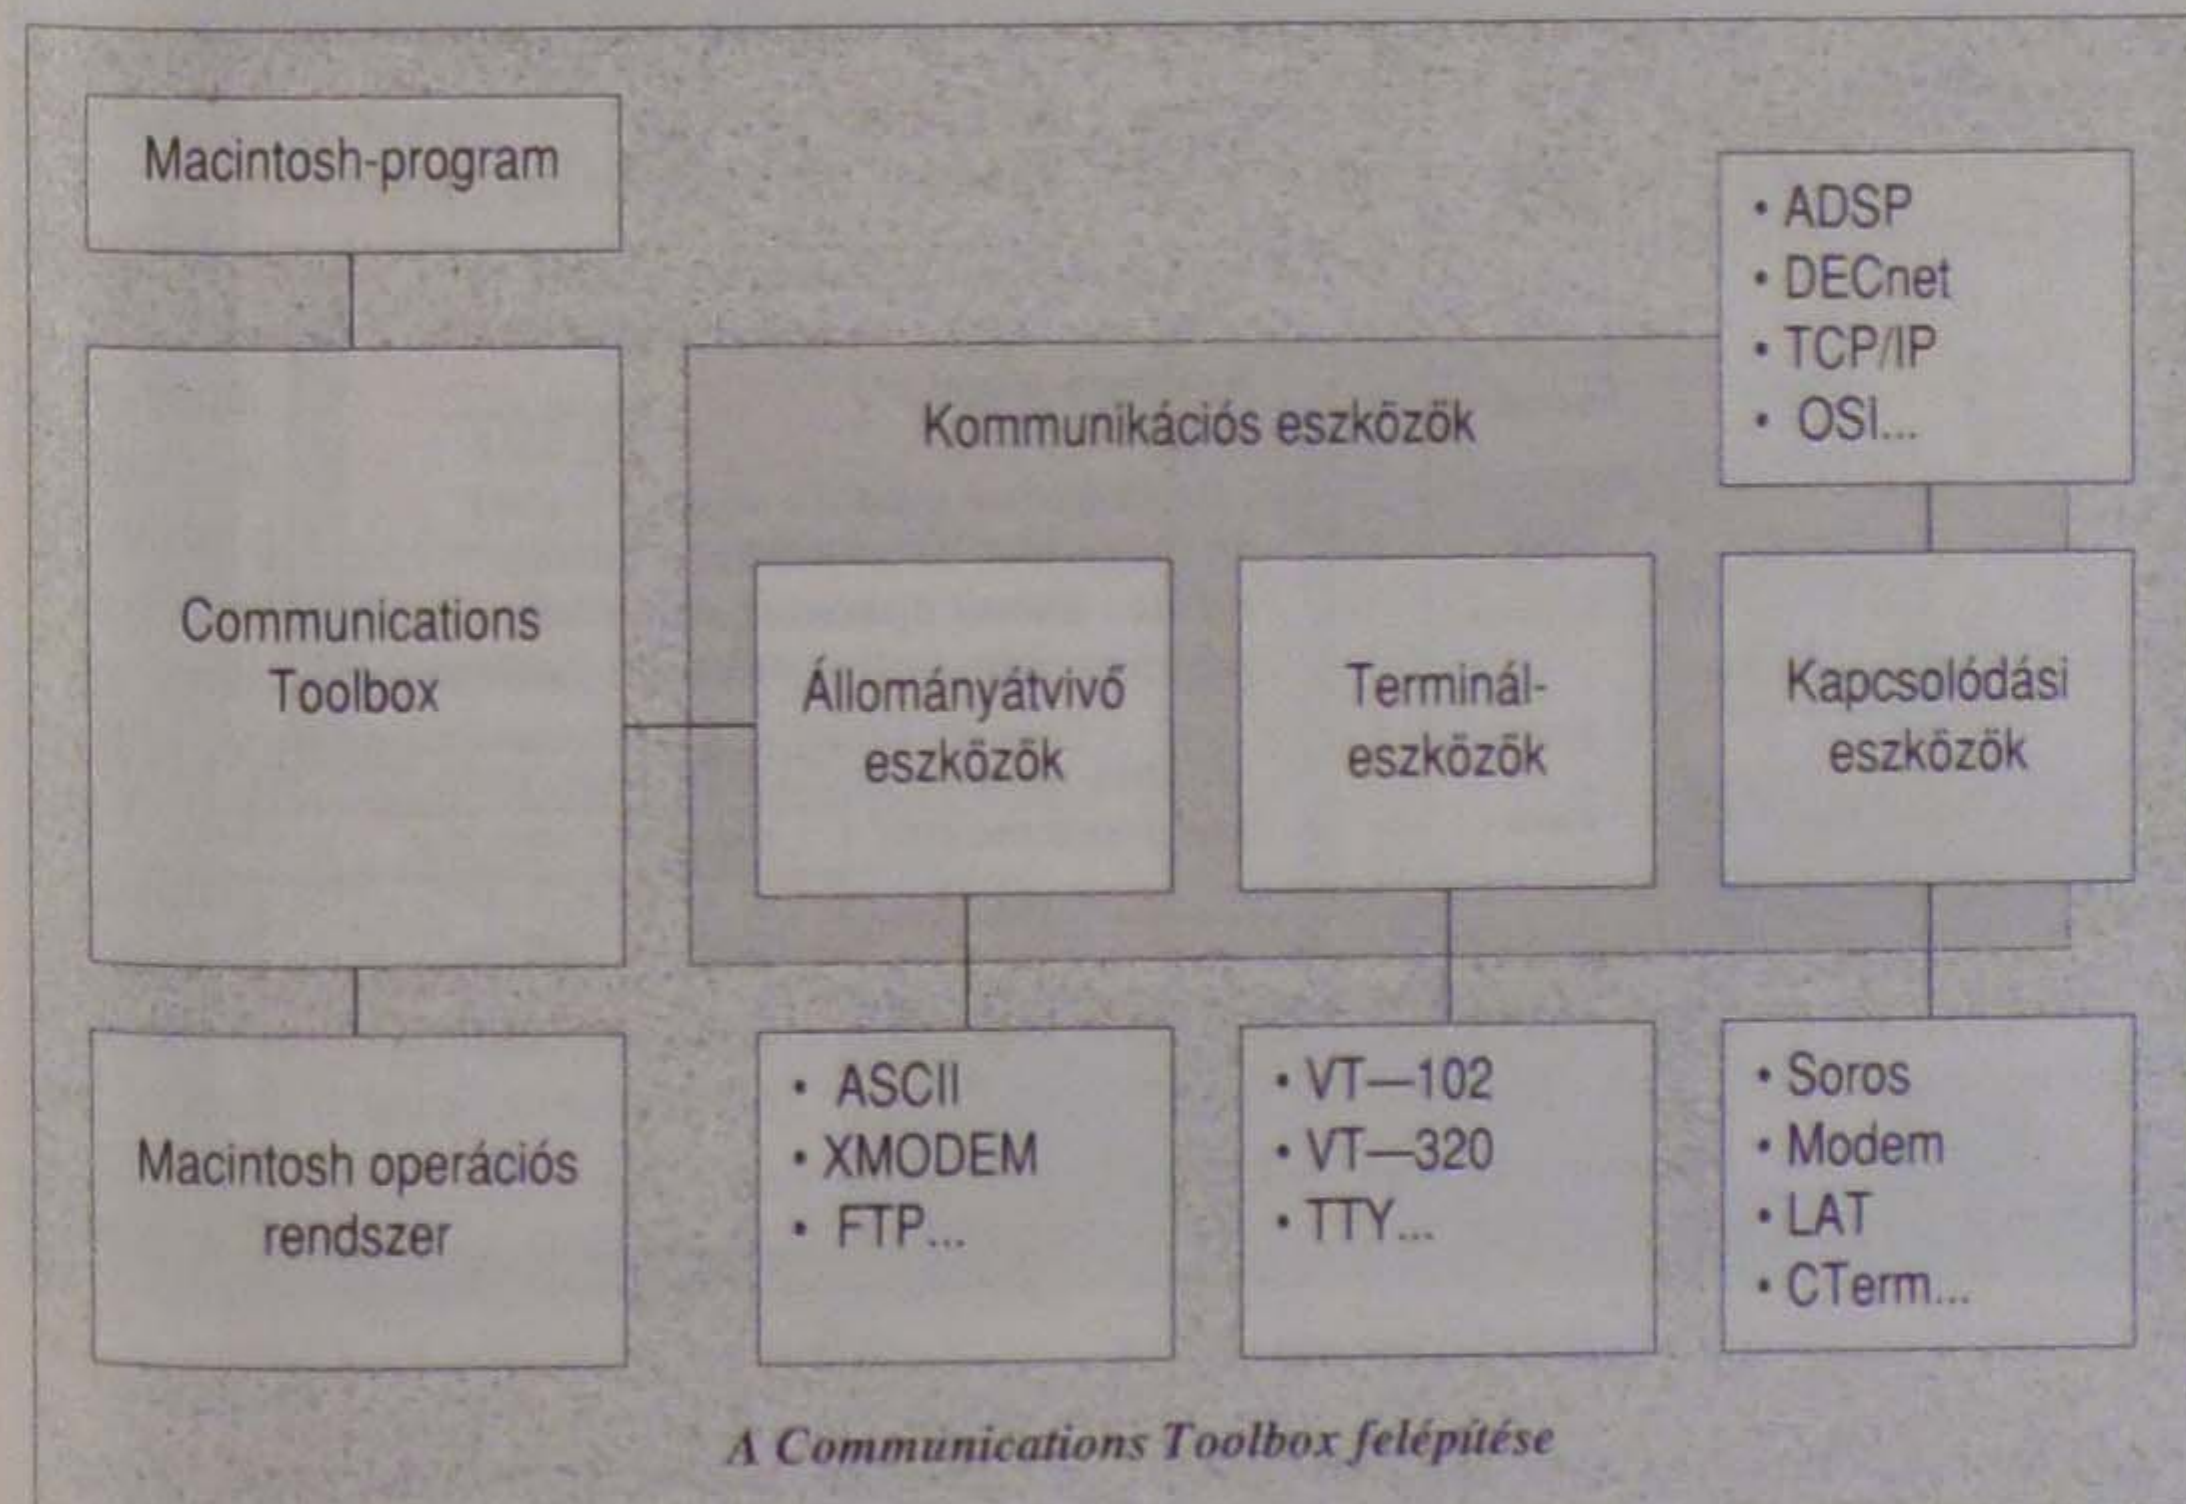 Macintosh-program
• ADSP
• DECnet
• TCP/IP
• OSI...
Kommunikációs eszközök
Communications
Toolbox
Állományátvivő
eszközök
Terminál-
eszközök
Kapcsolódási
eszközök
Macintosh operációs
rendszer
• ASCII
• XMODEM
• FTP...
• VT—102
• VT—320
• TTY...
• Soros
• Modem
• LAT
• CTerm...
A Communications Toolbox felépítése